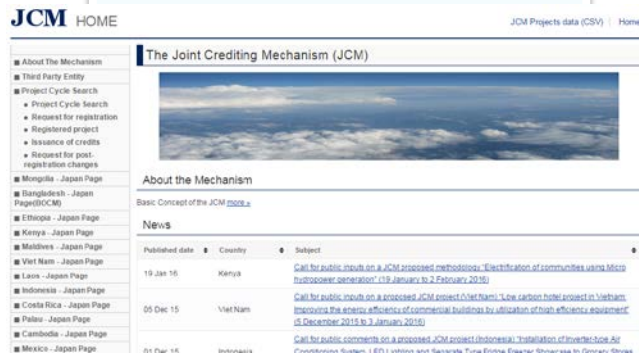 JCM HOME
JCM Projects data (CSV) | Home
About The Mechanism
Third Party Entity
Project Cycle Search
Project Cycle Search
Request for registration
Registered project
Issuance of credits
Request for post-
registration changes
Mongolia - Japan Page
Bangladesh - Japan
Page(BOCM)
Ethiopia - Japan Page
Kenya - Japan Page
Maldives - Japan Page
Viet Nam - Japan Page
Laos - Japan Page
Indonesia - Japan Page
Costa Rica - Japan Page
Palau - Japan Page
Cambodia - Japan Page
Mexico - Japan Page
The Joint Crediting Mechanism (JCM)
About the Mechanism
Basic Concept of the JCM more »
News
Published date Country Subject
19 Jan 16 Kenya Call for public inputs on a JCM proposed methodology "Electrification of communities using Micro
hydropower generation" (19 January to 2 February 2016)
05 Dec 15 Viet Nam Call for public inputs on a proposed JCM project (Viet Nam) "Low carbon hotel project in Vietnam:
Improving the energy efficiency of commercial buildings by utilization of high efficiency equipment"
(5 December 2015 to 3 January 2016)
01 Dec 15 Indonesia Call for public comments on a proposed JCM project (Indonesia) "Installation of Inverter-type Air
Conditioning System, LED Lighting and Separate Type Fridge Freezer Showcase to Grocery Stores